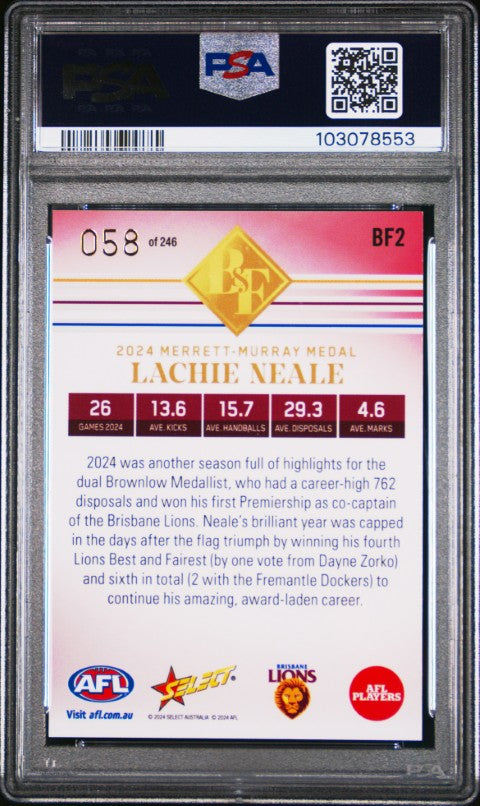 PSA
PSA
103078553
058 of 246
BF2
B&F
2024 MERRETT-MURRAY MEDAL
LACHIE NEALE
26 13.6 15.7 29.3 4.6
GAMES 2024 AVE. KICKS AVE. HANDBALLS AVE. DISPOSALS AVE. MARKS
2024 was another season full of highlights for the
dual Brownlow Medallist, who had a career-high 762
disposals and won his first Premiership as co-captain
of the Brisbane Lions. Neale's brilliant year was capped
in the days after the flag triumph by winning his fourth
Lions Best and Fairest (by one vote from Dayne Zorko)
and sixth in total (2 with the Fremantle Dockers) to
continue his amazing, award-laden career.
AFL
SELECT
BRISBANE
LIONS
AFL
PLAYERS
Visit afl.com.au
© 2024 SELECT AUSTRALIA © 2024 AFL
PSA